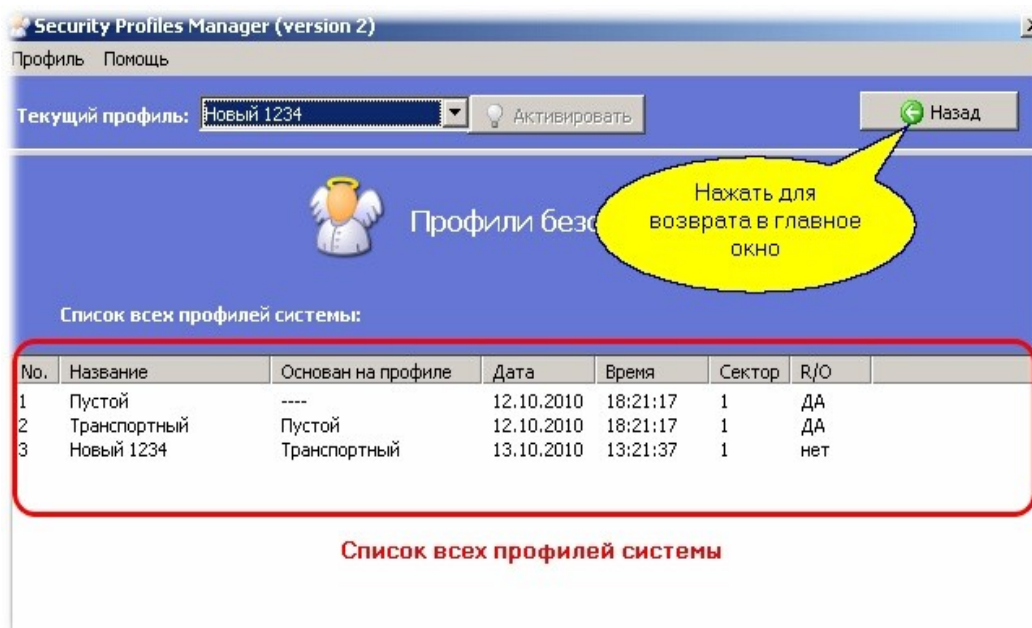 Security Profiles Manager (version 2)
Профиль Помощь
Текущий профиль: Новый 1234 Активировать Назад
Нажать для
возврата в главное
окно
Профили
Список всех профилей системы:
No. Название Основан на профиле Дата Время Сектор R/O
1 Пустой ---- 12.10.2010 18:21:17 1 ДА
2 Транспортный Пустой 12.10.2010 18:21:17 1 ДА
3 Новый 1234 Транспортный 13.10.2010 13:21:37 1 нет
Список всех профилей системы